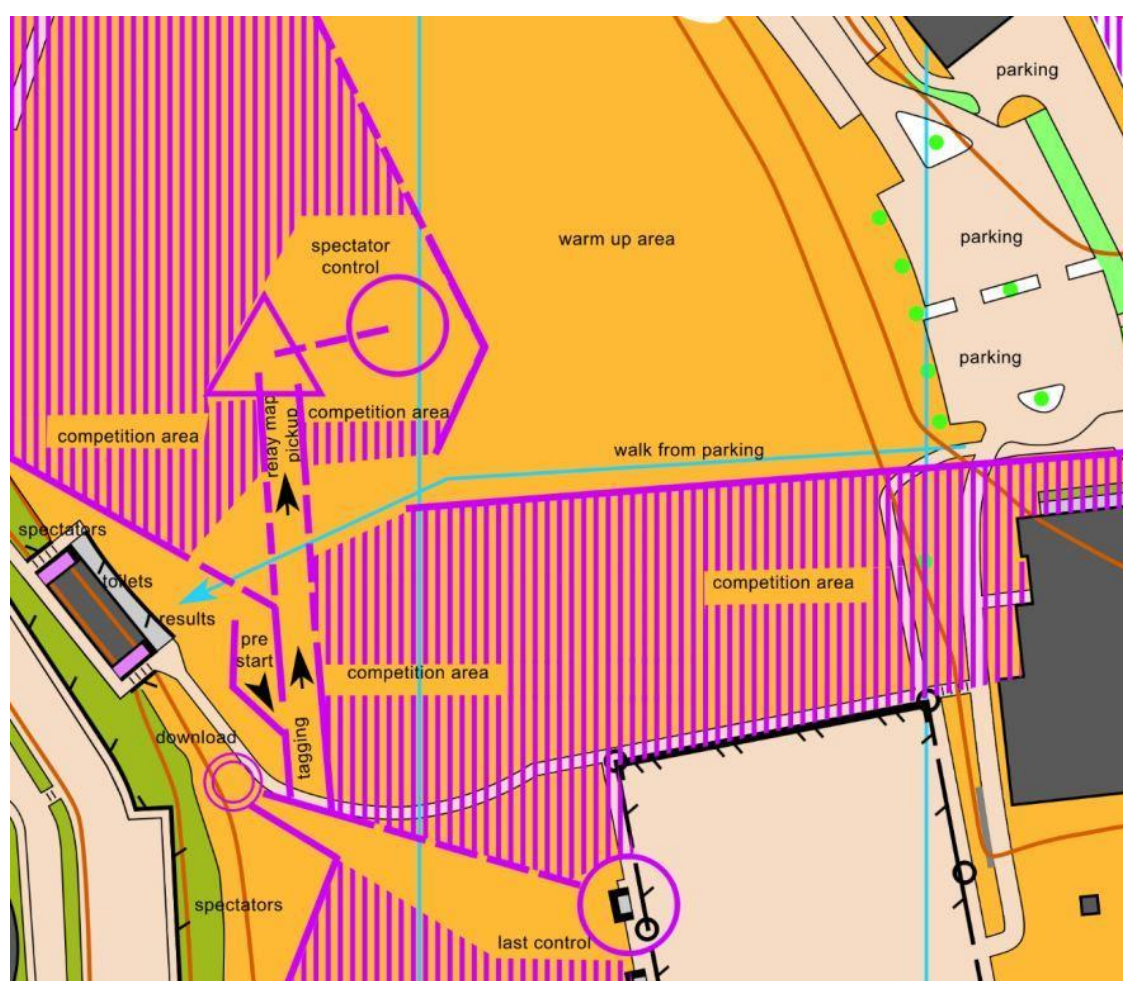 parking
spectator
control
warm up area
parking
parking
competition area
competition area
relay map
pickup
walk from parking
spectators
toilets
results
competition area
pre
start
competition area
tagging
download
spectators
last control